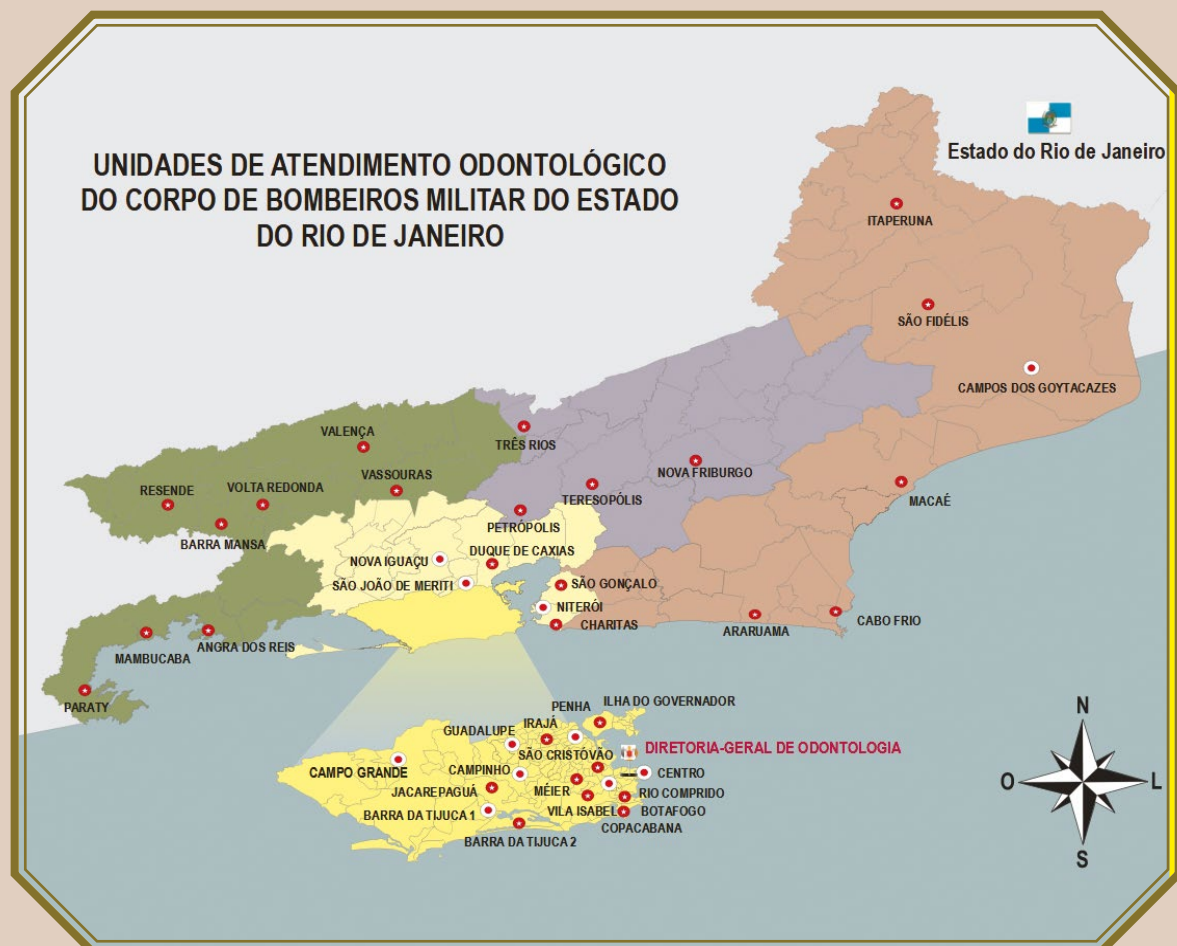 UNIDADES DE ATENDIMENTO ODONTOLÓGICO
DO CORPO DE BOMBEIROS MILITAR DO ESTADO
DO RIO DE JANEIRO
Estado do Rio de Janeiro
ITAPERUNA
SÃO FIDÉLIS
CAMPOS DOS GOYTACAZES
VALENÇA
TRÊS RIOS
NOVA FRIBURGO
VASSOURAS
RESENDE
VOLTA REDONDA
TERESOPÓLIS
MACAÉ
PETRÓPOLIS
BARRA MANSA
DUQUE DE CAXIAS
NOVA IGUAÇU
SÃO JOÃO DE MERITI
SÃO GONÇALO
NITERÓI
CHARITAS
ARARUAMA
CABO FRIO
ANGRA DOS REIS
MAMBUCABA
PARATY
ILHA DO GOVERNADOR
PENHA
IRAJÁ
GUADALUPE
DIRETORIA-GERAL DE ODONTOLOGIA
SÃO CRISTÓVÃO
CAMPO GRANDE
CAMPINHO
CENTRO
JACAREPAGUÁ
MÉIER
RIO COMPRIDO
BARRA DA TIJUCA 1
VILA ISABEL
BOTAFOGO
COPACABANA
BARRA DA TIJUCA 2
N
O
L
S